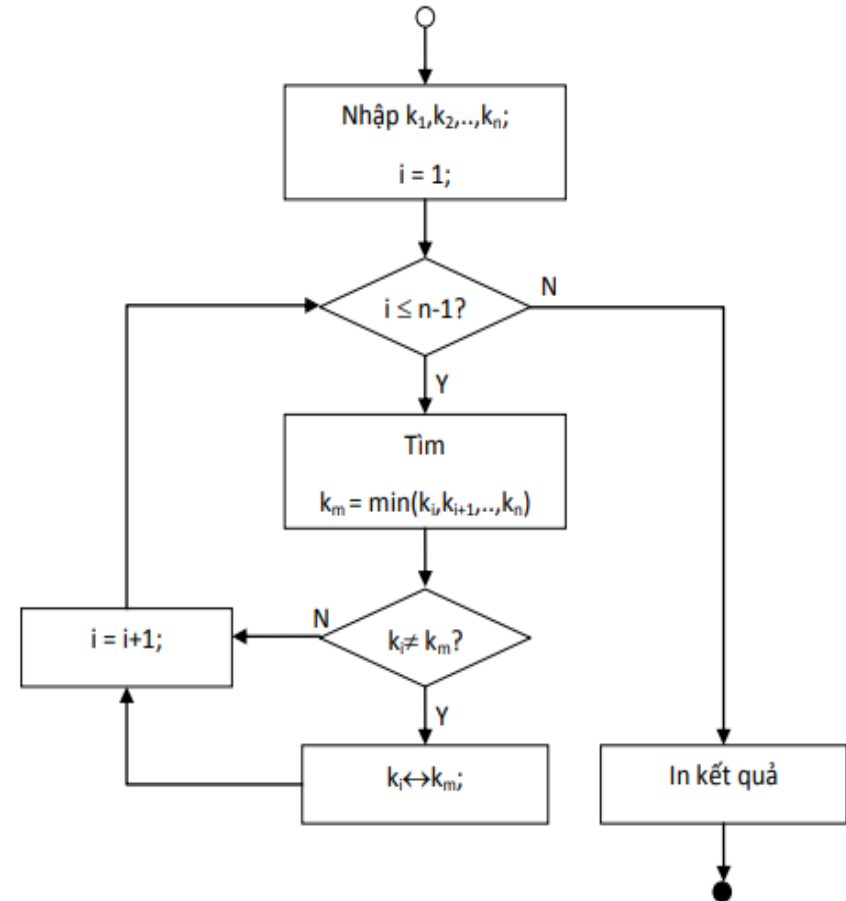 Nhập k₁,k₂,..,kₙ;
i = 1;
i ≤ n-1?
N
Y
Tìm
kₘ = min(kᵢ,kᵢ₊₁,..,kₙ)
N
i = i+1;
kᵢ≠ kₘ?
Y
kᵢ↔kₘ;
In kết quả